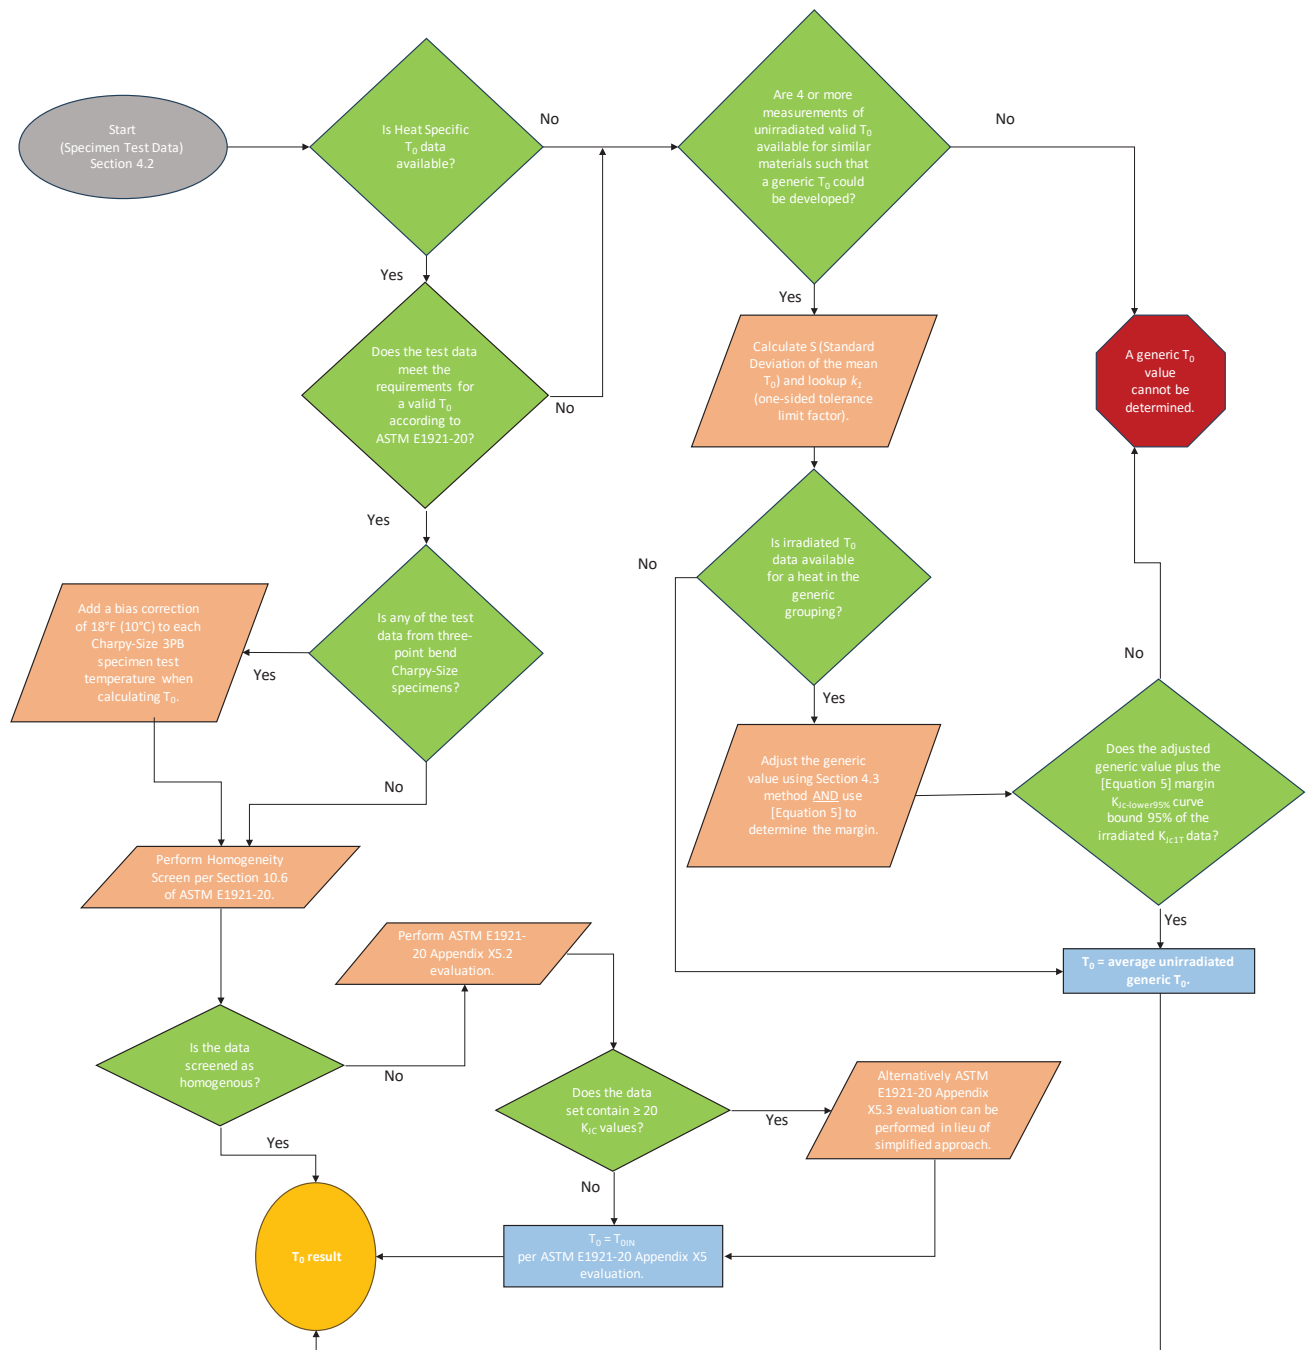 Start
(Specimen Test Data)
Section 4.2
Is Heat Specific
T₀ data
available?
No
Are 4 or more
measurements of
unirradiated valid T₀
available for similar
materials such that
a generic T₀ could
be developed?
No
Yes
Yes
Does the test data
meet the
requirements for
a valid T₀
according to
ASTM E1921-20?
No
Calculate S (Standard
Deviation of the mean
T₀) and lookup k₁
(one-sided tolerance
limit factor).
A generic T₀
value
cannot be
determined.
Yes
Is irradiated T₀
data available
for a heat in the
generic
grouping?
No
Yes
Add a bias correction
of 18°F (10°C) to each
Charpy-Size 3PB
specimen test
temperature when
calculating T₀.
Yes
Is any of the test
data from three-
point bend
Charpy-Size
specimens?
No
Adjust the generic
value using Section 4.3
method AND use
[Equation 5] to
determine the margin.
No
Does the adjusted
generic value plus the
[Equation 5] margin
K_Jc-lower95% curve
bound 95% of the
irradiated K_Jc1T data?
Yes
Perform Homogeneity
Screen per Section 10.6
of ASTM E1921-20.
Perform ASTM E1921-
20 Appendix X5.2
evaluation.
T₀ = average unirradiated
generic T₀.
Is the data
screened as
homogenous?
No
Yes
Does the data
set contain ≥ 20
K_JC values?
Yes
No
Alternatively ASTM
E1921-20 Appendix
X5.3 evaluation can be
performed in lieu of
simplified approach.
T₀ result
T₀ = T₀IN
per ASTM E1921-20 Appendix X5
evaluation.